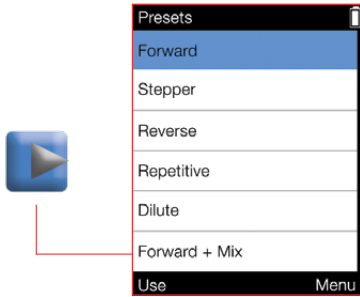 Presets
Forward
Stepper
Reverse
Repetitive
Dilute
Forward + Mix
Use Menu